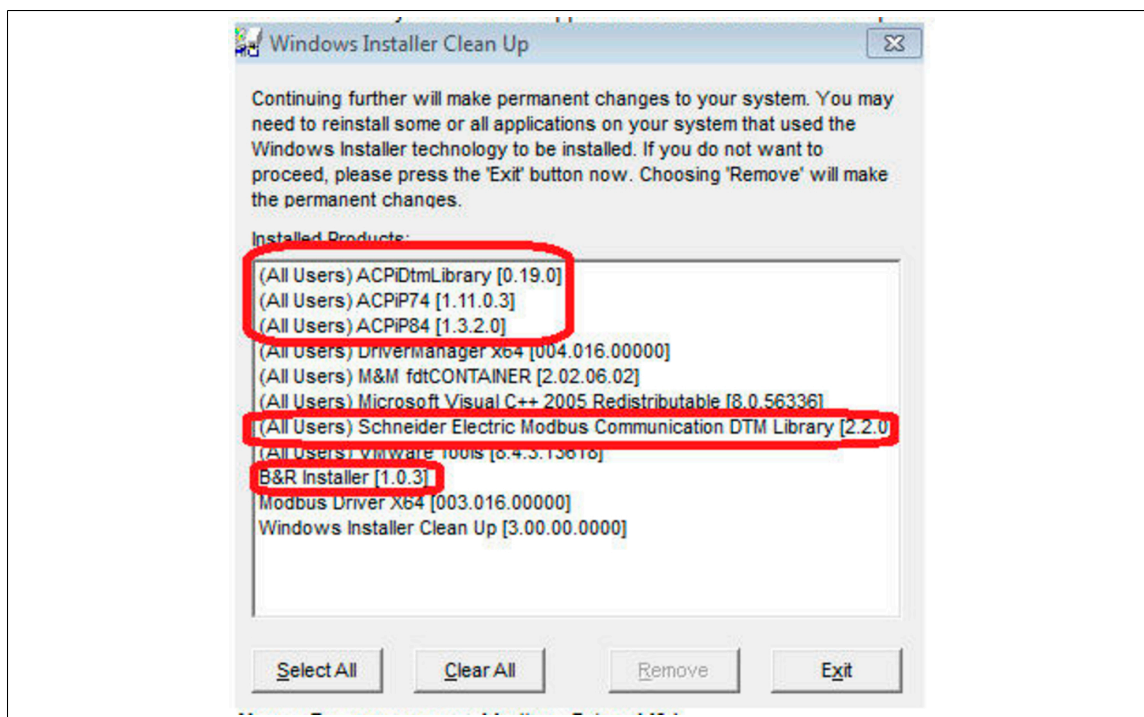 Windows Installer Clean Up
Continuing further will make permanent changes to your system. You may
need to reinstall some or all applications on your system that used the
Windows Installer technology to be installed. If you do not want to
proceed, please press the 'Exit' button now. Choosing 'Remove' will make
the permanent changes.
Installed Products:
(All Users) ACPiDtmLibrary [0.19.0]
(All Users) ACPiP74 [1.11.0.3]
(All Users) ACPiP84 [1.3.2.0]
(All Users) DriverManager x64 [004.016.00000]
(All Users) M&M fdtCONTAINER [2.02.06.02]
(All Users) Microsoft Visual C++ 2005 Redistributable [8.0.56336]
(All Users) Schneider Electric Modbus Communication DTM Library [2.2.0
(All Users) VMware Tools [8.4.3.13618]
B&R Installer [1.0.3]
Modbus Driver X64 [003.016.00000]
Windows Installer Clean Up [3.00.00.0000]
Select All
Clear All
Remove
Exit